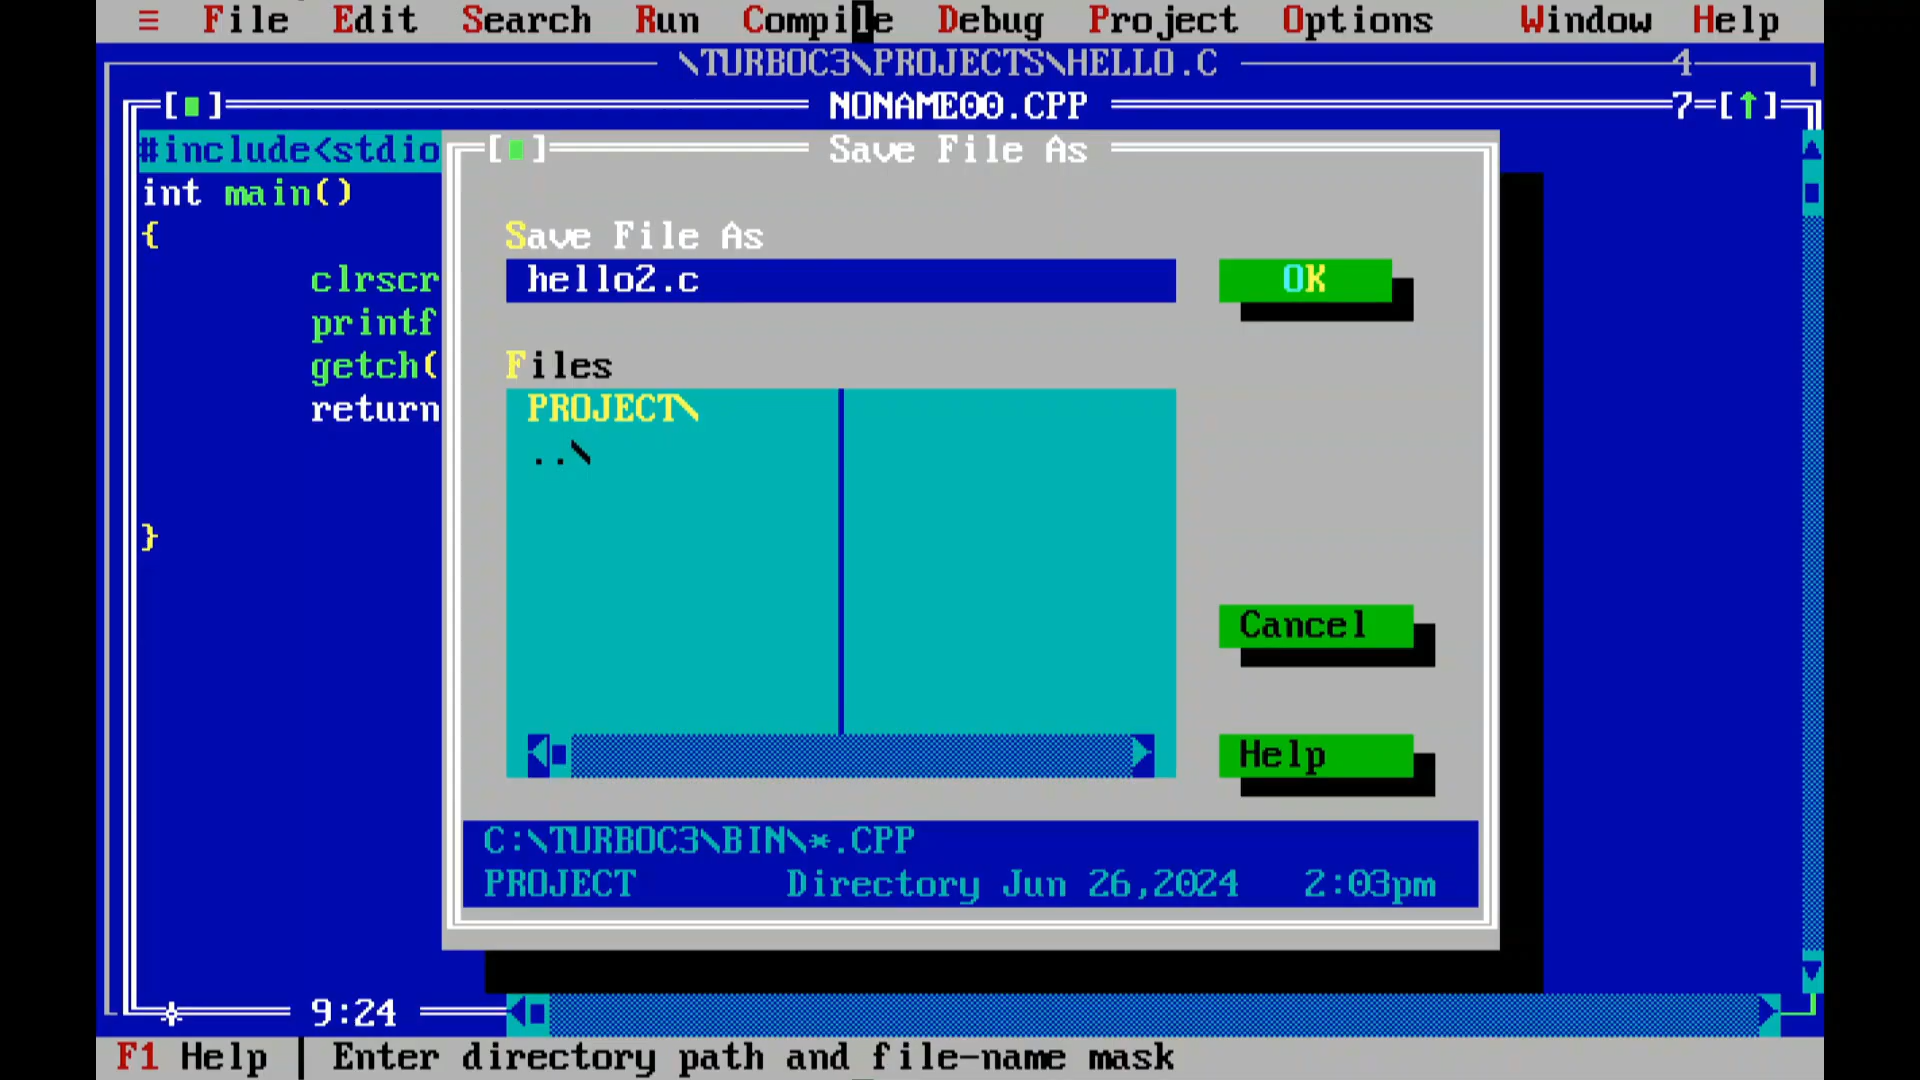 ≡ File Edit Search Run Compile Debug Project Options Window Help
\TURBOC3\PROJECTS\HELLO.C 4
[■] NONAME00.CPP 7=[↑]
#include<stdio
int main()
{
clrscr
printf
getch(
return
}
[■] Save File As
Save File As
hello2.c
OK
Files
PROJECT\
..\
Cancel
Help
C:\TURBOC3\BIN\*.CPP
PROJECT Directory Jun 26,2024 2:03pm
9:24
F1 Help | Enter directory path and file-name mask